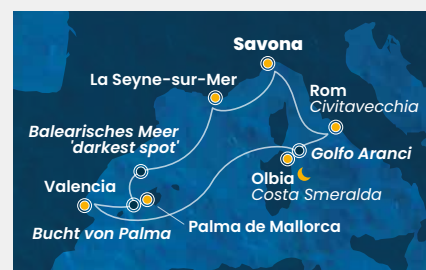 Savona
La Seyne-sur-Mer
Rom
Civitavecchia
Balearisches Meer
'darkest spot'
Golfo Aranci
Valencia
Olbia
Costa Smeralda
Palma de Mallorca
Bucht von Palma